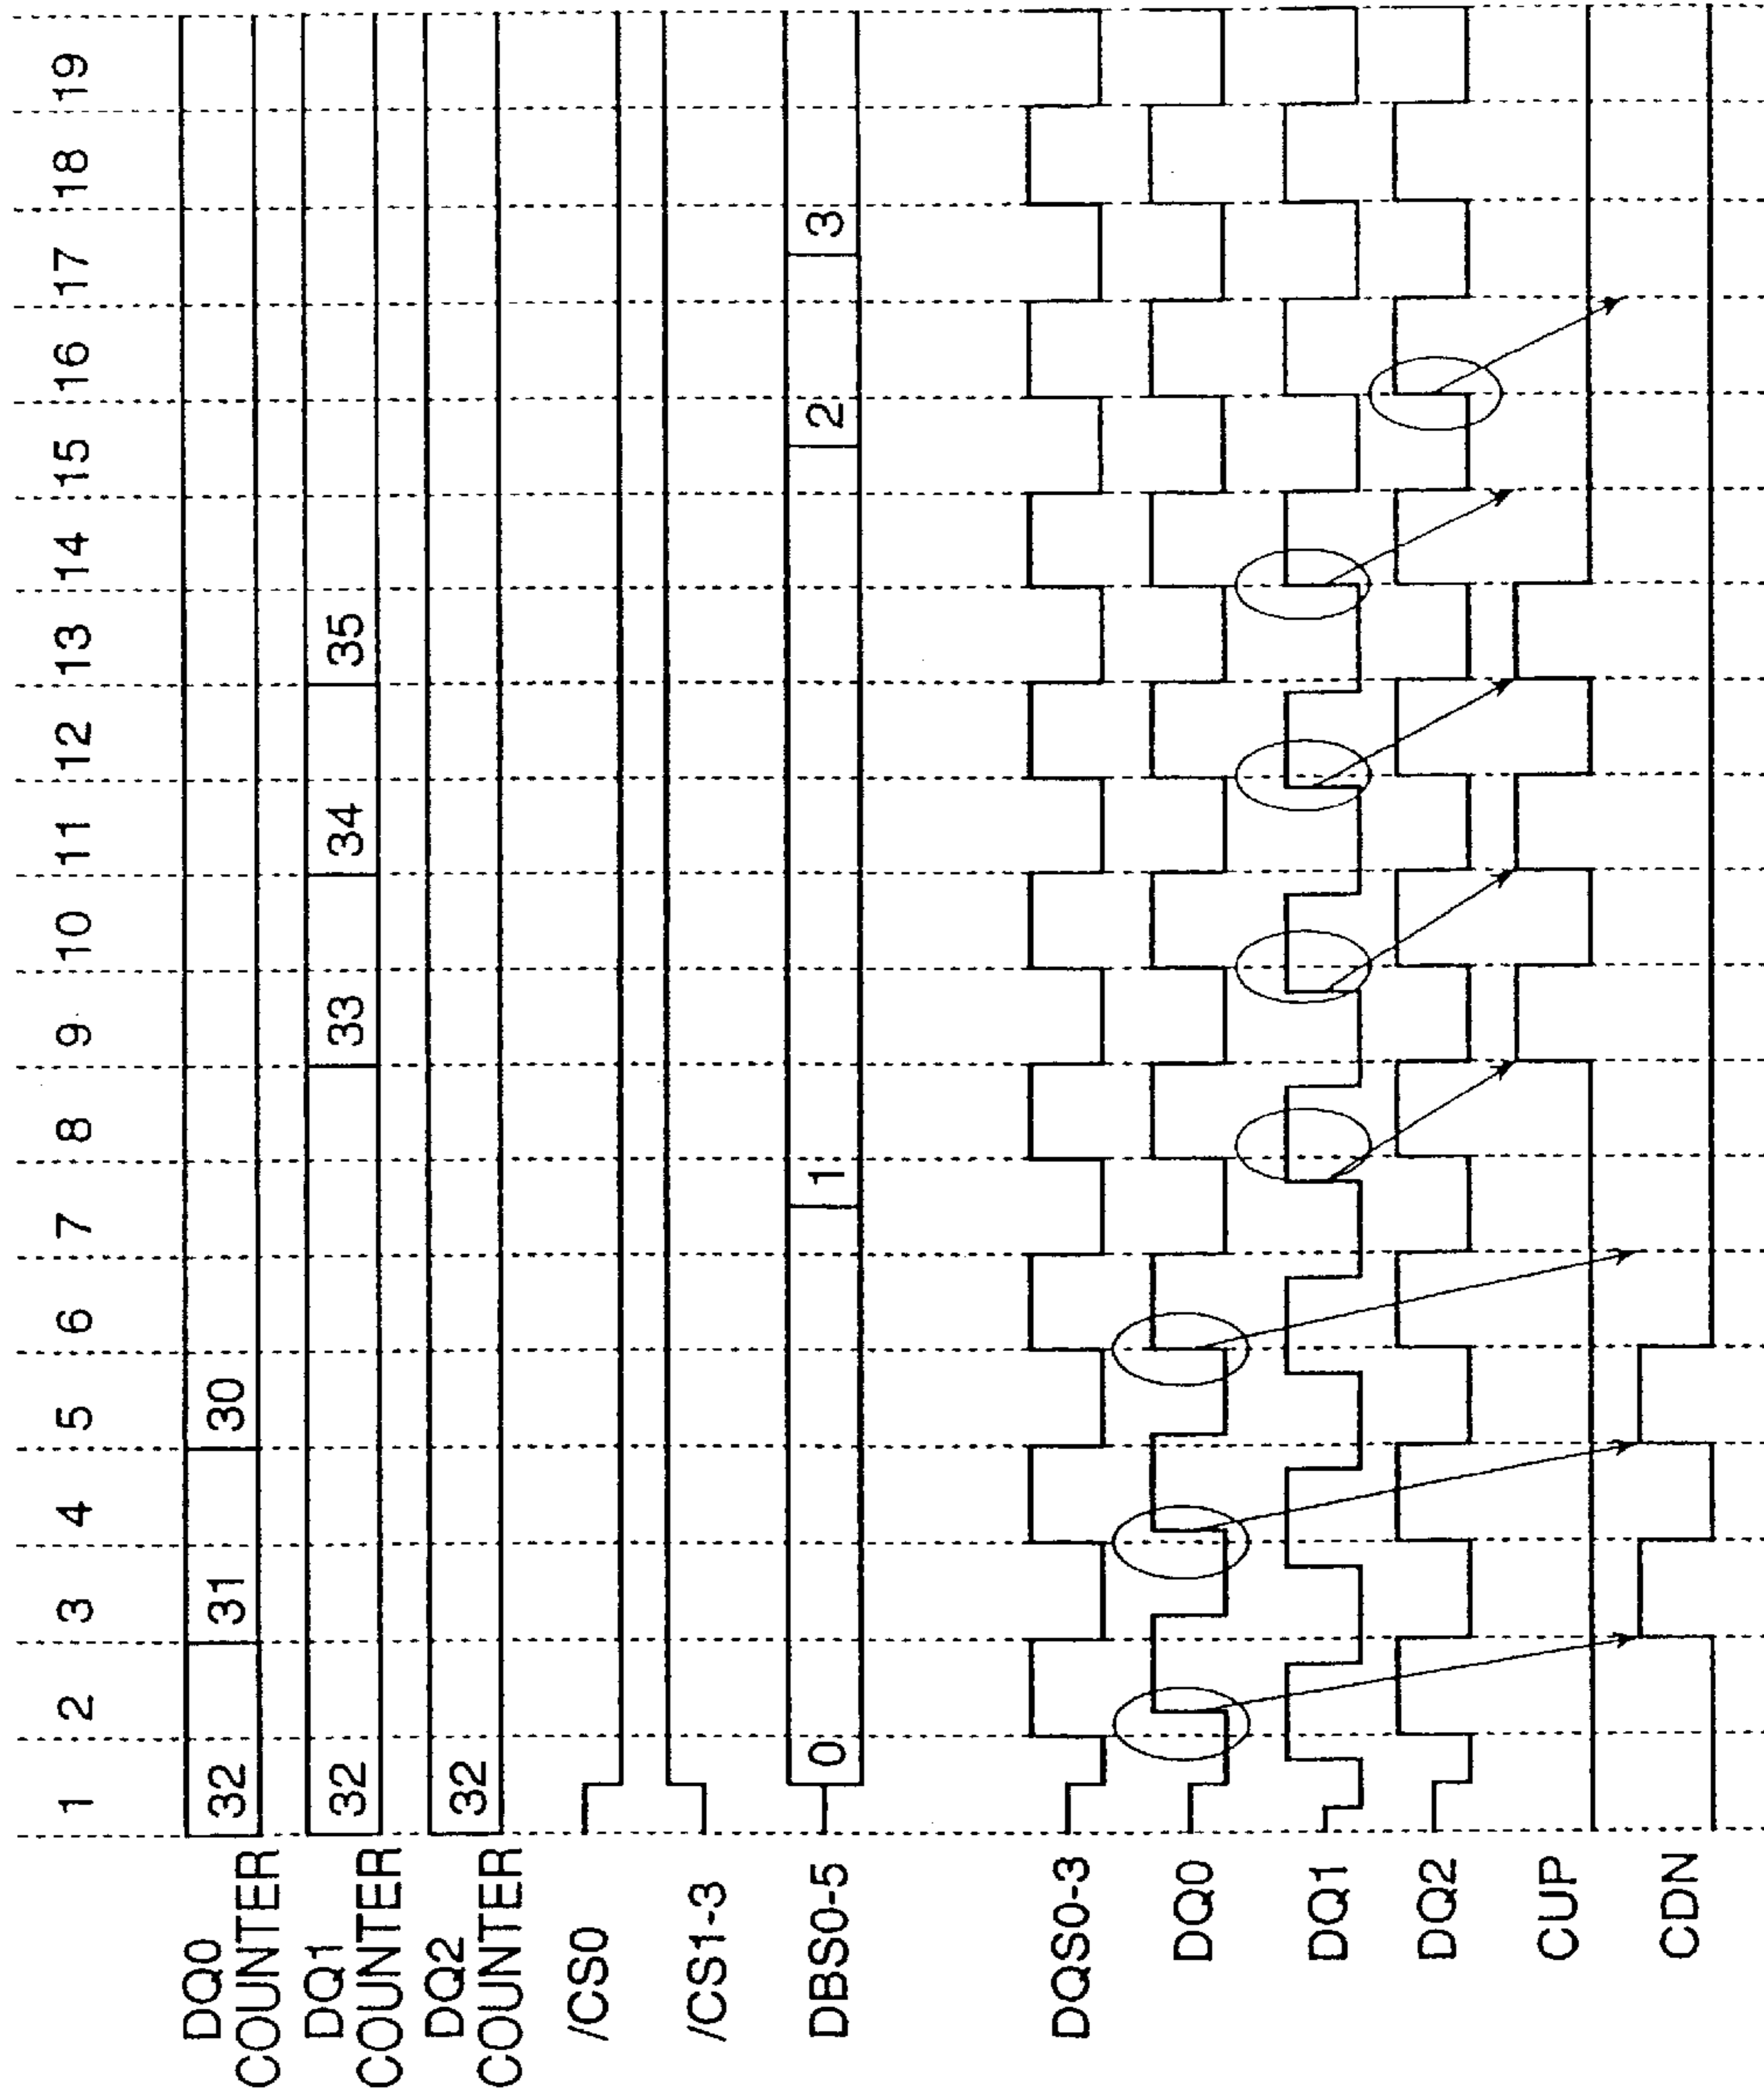 1 2 3 4 5 6 7 8 9 10 11 12 13 14 15 16 17 18 19
DQ0
COUNTER
32 31 30
DQ1
COUNTER
32 33 34 35
DQ2
COUNTER
32
/CS0
/CS1-3
DBS0-5
0 1 2 3
DQS0-3
DQ0
DQ1
DQ2
CUP
CDN